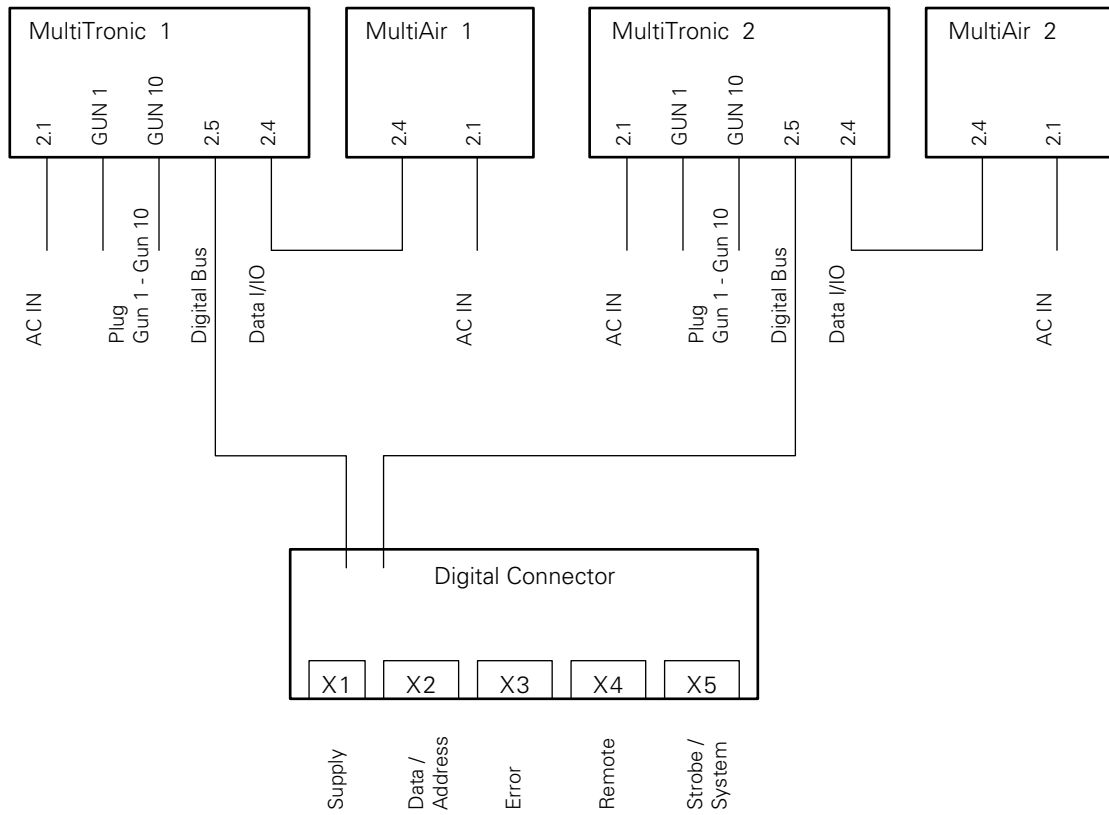 MultiTronic 1
MultiAir 1
MultiTronic 2
MultiAir 2
2.1
GUN 1
GUN 10
2.5
2.4
2.4
2.1
2.1
GUN 1
GUN 10
2.5
2.4
2.4
2.1
AC IN
Plug
Gun 1 - Gun 10
Digital Bus
Data I/IO
AC IN
AC IN
Plug
Gun 1 - Gun 10
Digital Bus
Data I/IO
AC IN
Digital Connector
X1
X2
X3
X4
X5
Supply
Data /
Address
Error
Remote
Strobe /
System